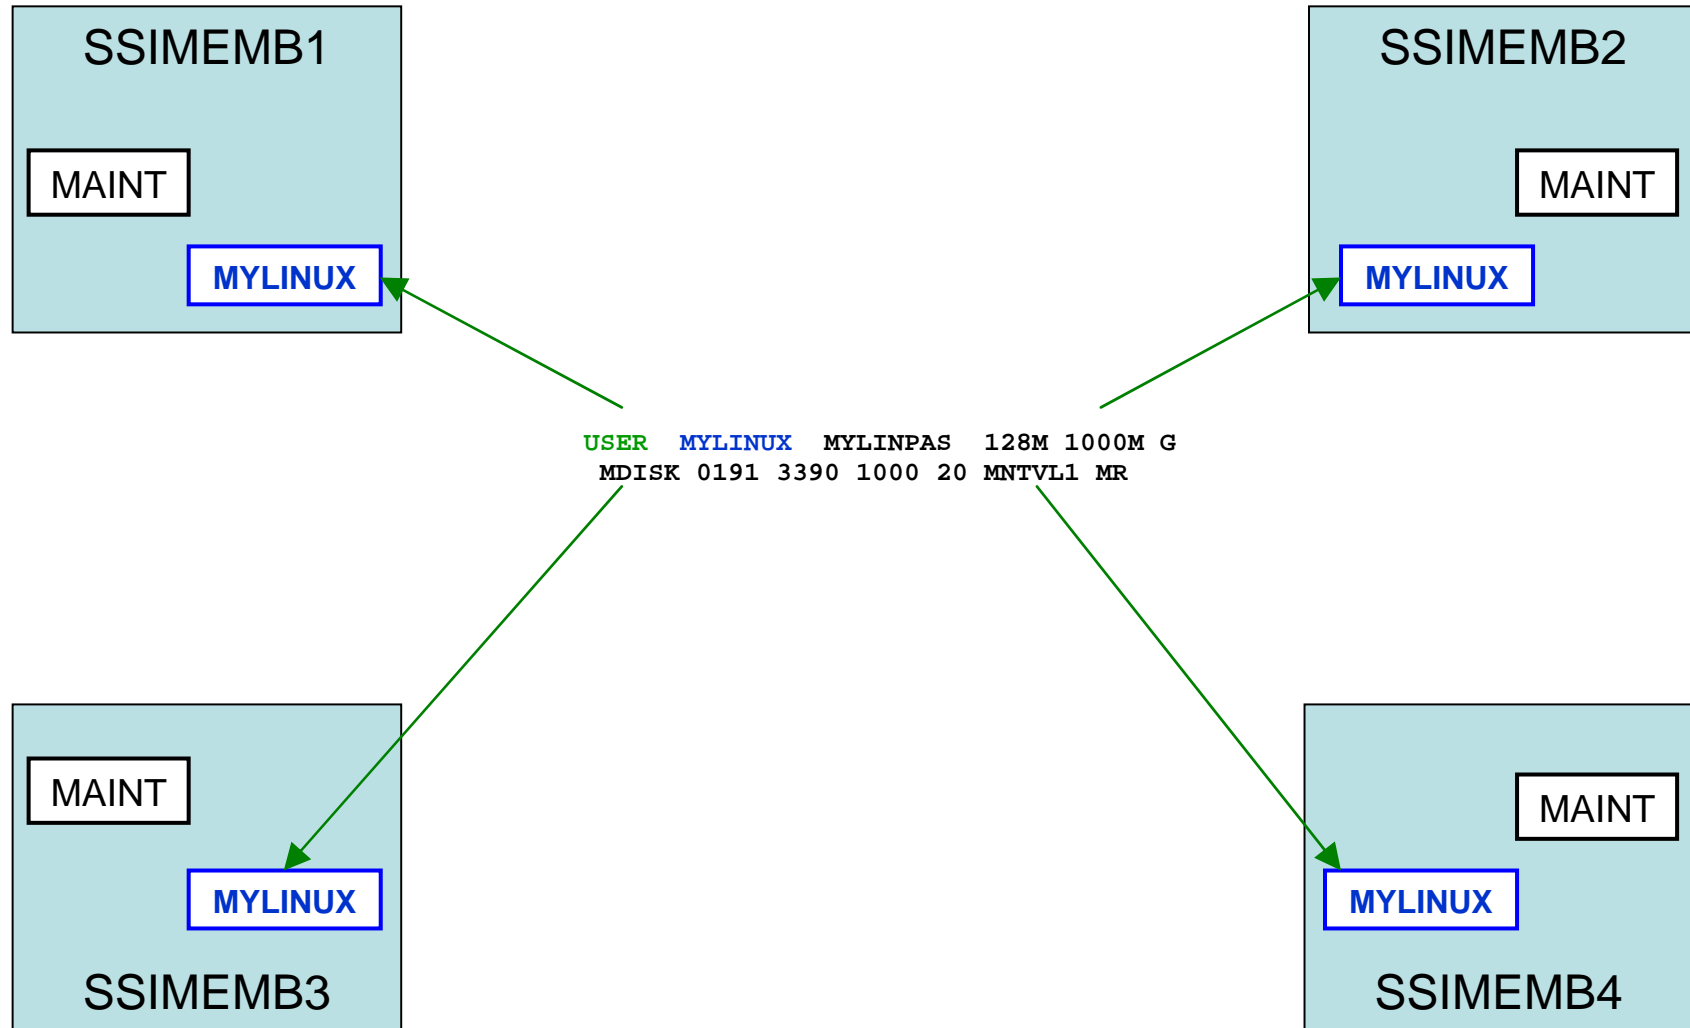 SSIMEMB1
MAINT
MYLINUX
SSIMEMB2
MAINT
MYLINUX
USER MYLINUX MYLINPAS 128M 1000M G
MDISK 0191 3390 1000 20 MNTVL1 MR
MAINT
MYLINUX
SSIMEMB3
MAINT
MYLINUX
SSIMEMB4